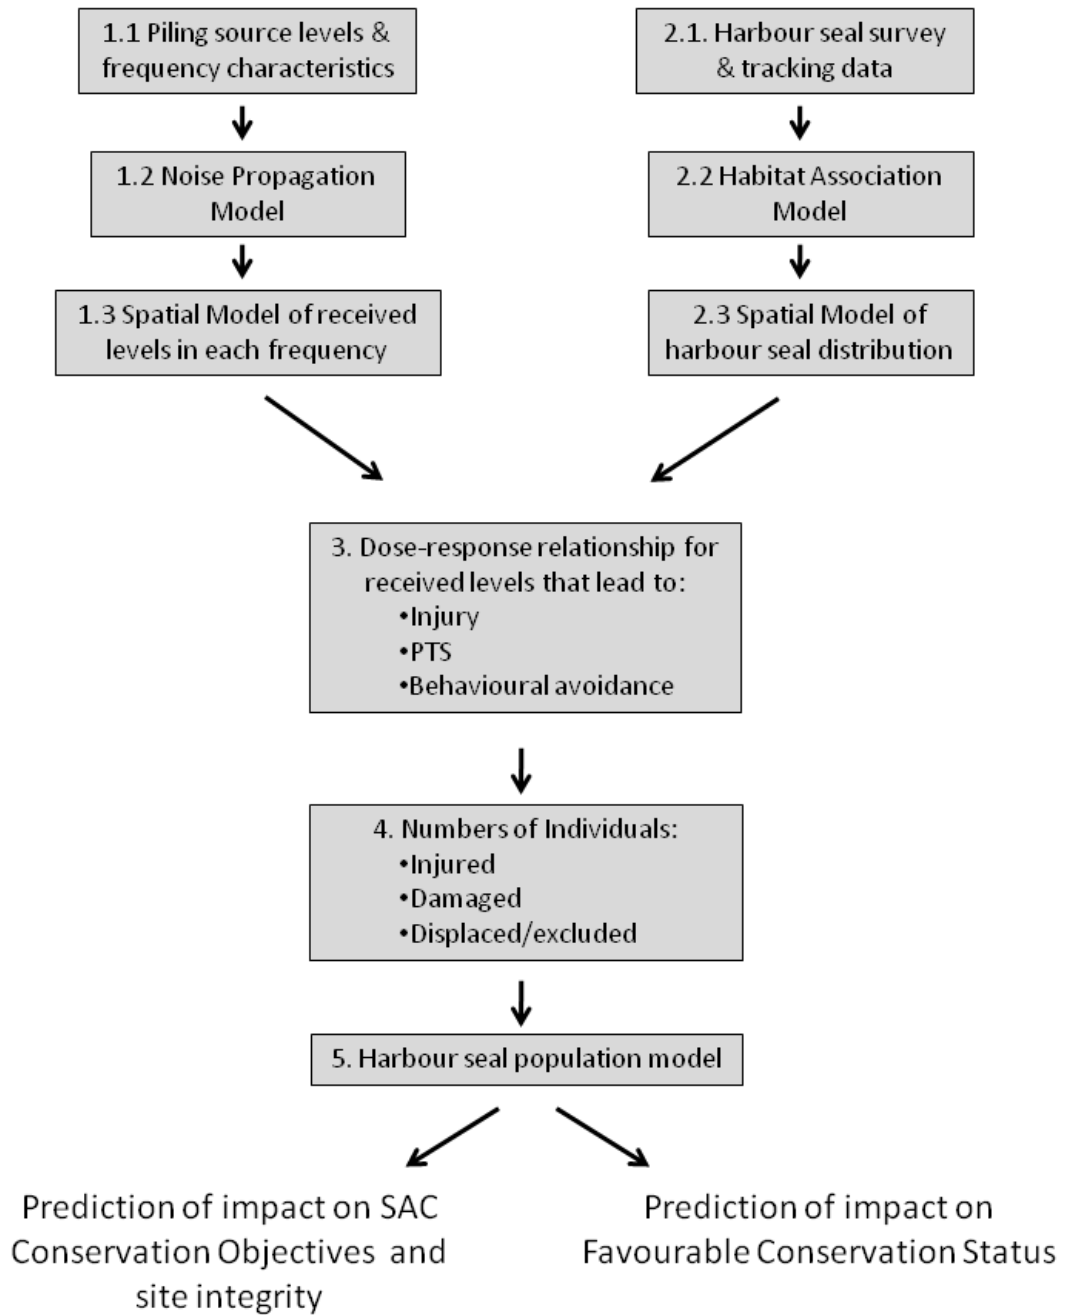 1.1 Piling source levels &
frequency characteristics
1.2 Noise Propagation
Model
1.3 Spatial Model of received
levels in each frequency
2.1. Harbour seal survey
& tracking data
2.2 Habitat Association
Model
2.3 Spatial Model of
harbour seal distribution
3. Dose-response relationship for
received levels that lead to:
•Injury
•PTS
•Behavioural avoidance
4. Numbers of Individuals:
•Injured
•Damaged
•Displaced/excluded
5. Harbour seal population model
Prediction of impact on SAC
Conservation Objectives and
site integrity
Prediction of impact on
Favourable Conservation Status